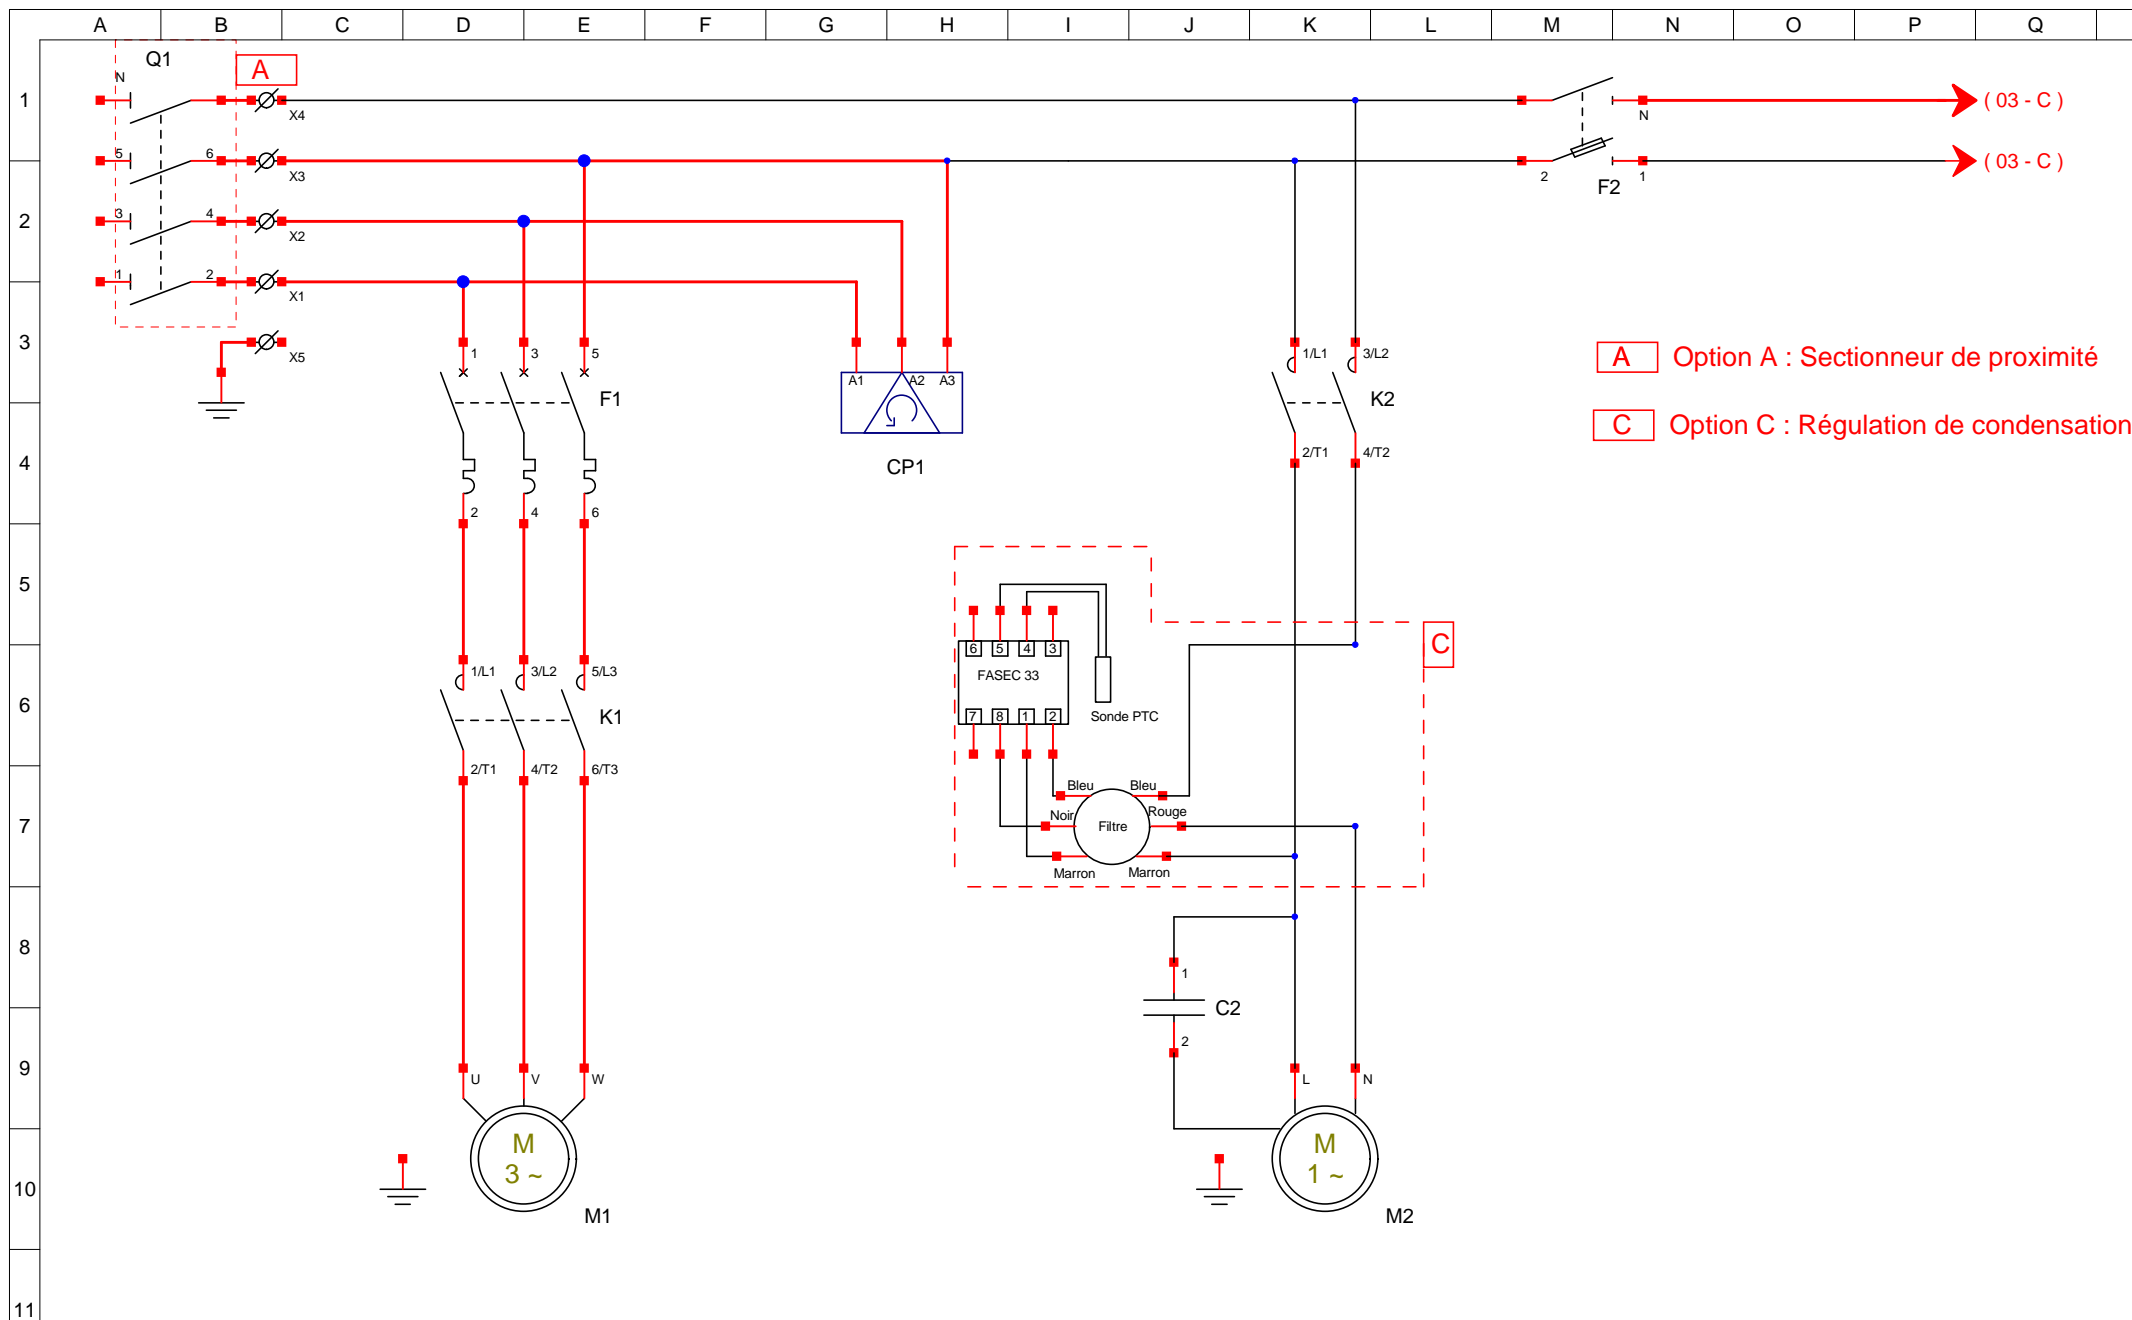 A B C D E F G H I J K L M N O P Q
Q1
A
N
1
X4
N
( 03 - C )
5 6
X3
2 1
F2
( 03 - C )
2
3 4
X2
1 2
X1
3
X5
1 3 5
F1
A1 A2 A3
CP1
1/L1 3/L2
K2
2/T1 4/T2
A Option A : Sectionneur de proximité
C Option C : Régulation de condensation
4
2 4 6
5
6 5 4 3
FASEC 33
7 8 1 2
Sonde PTC
C
1/L1 3/L2 5/L3
6
K1
2/T1 4/T2 6/T3
Bleu Bleu
Noir Rouge
7
Filtre
Marron Marron
8
1
C2
2
9
U V W
L N
M
3 ~
M1
M
1 ~
M2
10
11